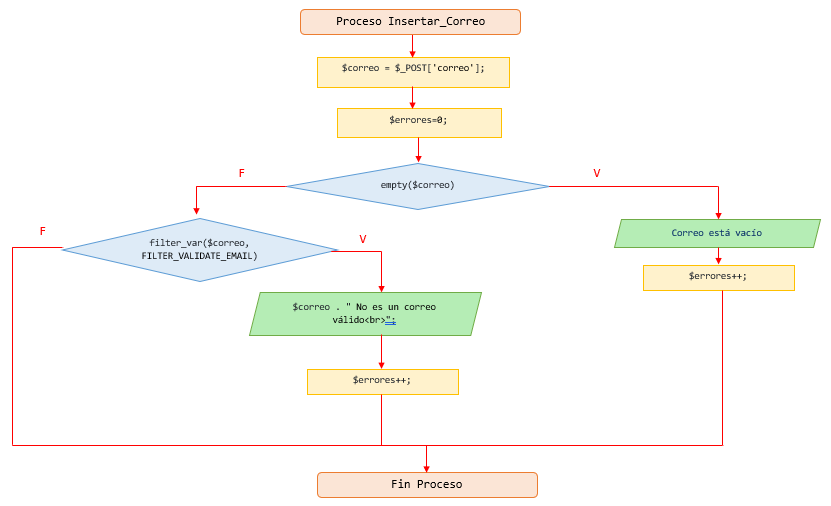 Proceso Insertar_Correo
$correo = $_POST['correo'];
$errores=0;
F
V
empty($correo)
F
filter_var($correo,
FILTER_VALIDATE_EMAIL)
V
Correo está vacío
$errores++;
$correo . " No es un correo
válido<br>";
$errores++;
Fin Proceso